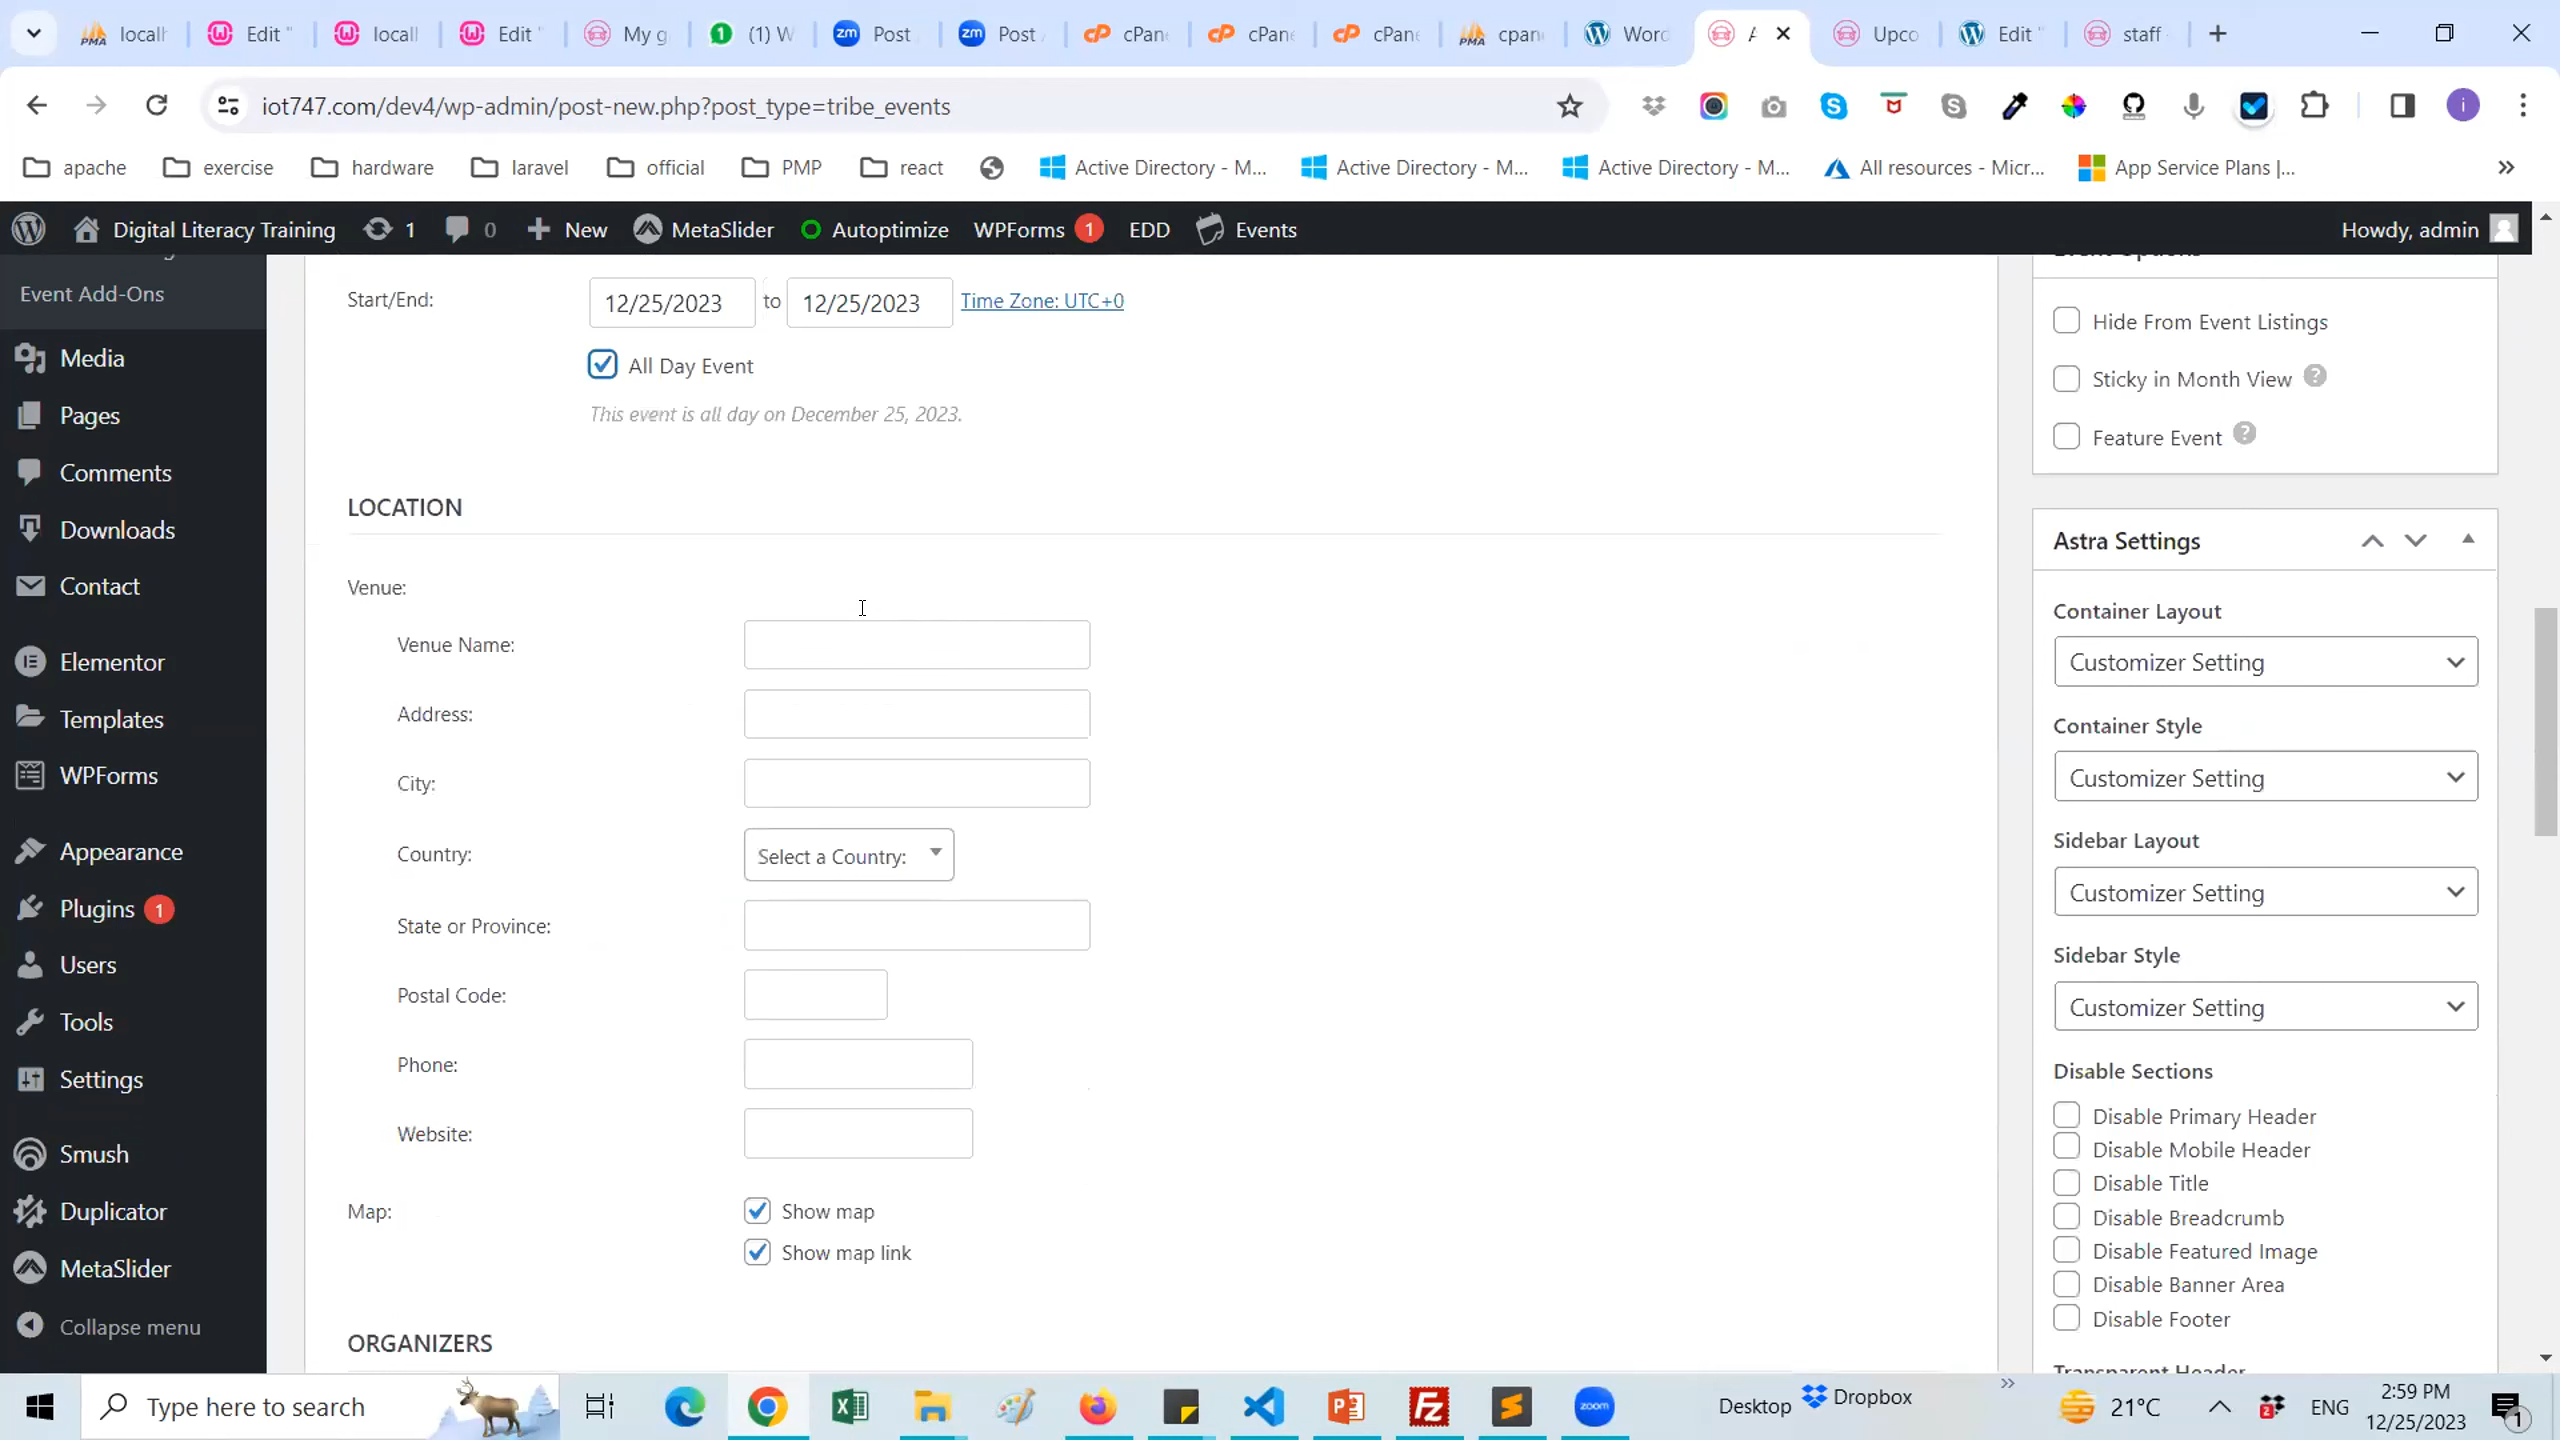 locall
Edit "
locall
Edit "
My g
(1) W
Post
Post
cPane
cPane
cPane
cpan
Word
Upco
Edit "
staff
iot747.com/dev4/wp-admin/post-new.php?post_type=tribe_events
apache
exercise
hardware
laravel
official
PMP
react
Active Directory - M...
Active Directory - M...
Active Directory - M...
All resources - Micr...
App Service Plans |...
Digital Literacy Training
1
0
New
MetaSlider
Autoptimize
WPForms 1
EDD
Events
Howdy, admin
Event Add-Ons
Media
Pages
Comments
Downloads
Contact
Elementor
Templates
WPForms
Appearance
Plugins 1
Users
Tools
Settings
Smush
Duplicator
MetaSlider
Collapse menu
Start/End:
12/25/2023 to 12/25/2023 Time Zone: UTC+0
All Day Event
This event is all day on December 25, 2023.
LOCATION
Venue:
Venue Name:
Address:
City:
Country: Select a Country:
State or Province:
Postal Code:
Phone:
Website:
Map: Show map
Show map link
ORGANIZERS
Event Options
Hide From Event Listings
Sticky in Month View
Feature Event
Astra Settings
Container Layout
Customizer Setting
Container Style
Customizer Setting
Sidebar Layout
Customizer Setting
Sidebar Style
Customizer Setting
Disable Sections
Disable Primary Header
Disable Mobile Header
Disable Title
Disable Breadcrumb
Disable Featured Image
Disable Banner Area
Disable Footer
Transparent Header
Type here to search
Desktop
Dropbox
21°C
ENG
2:59 PM
12/25/2023